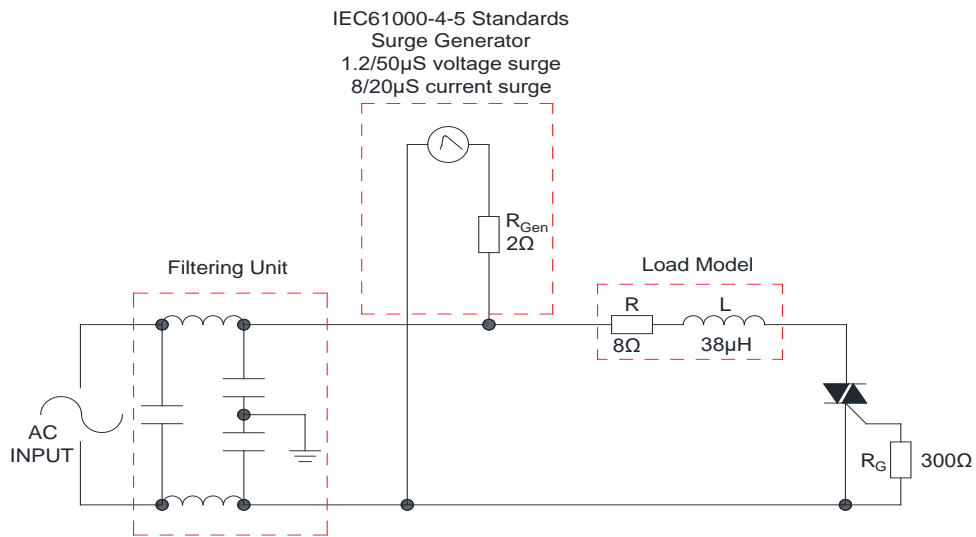 IEC61000-4-5 Standards
Surge Generator
1.2/50μS voltage surge
8/20μS current surge
RGen
2Ω
Filtering Unit
Load Model
R
L
8Ω
38μH
AC
INPUT
RG
300Ω